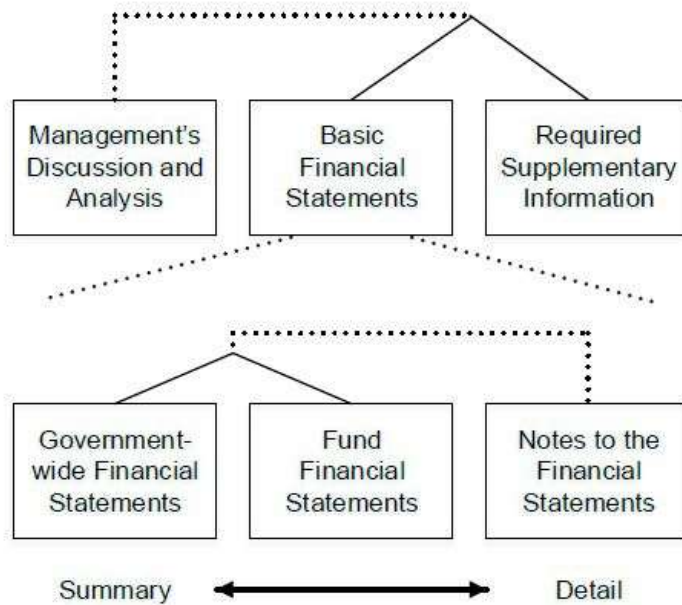 Management's
Discussion and
Analysis
Basic
Financial
Statements
Required
Supplementary
Information
Government-
wide Financial
Statements
Fund
Financial
Statements
Notes to the
Financial
Statements
Summary
Detail